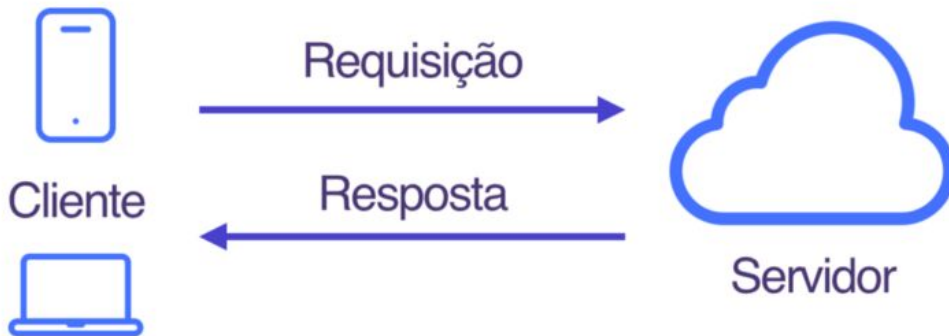 Requisição
Cliente
Resposta
Servidor